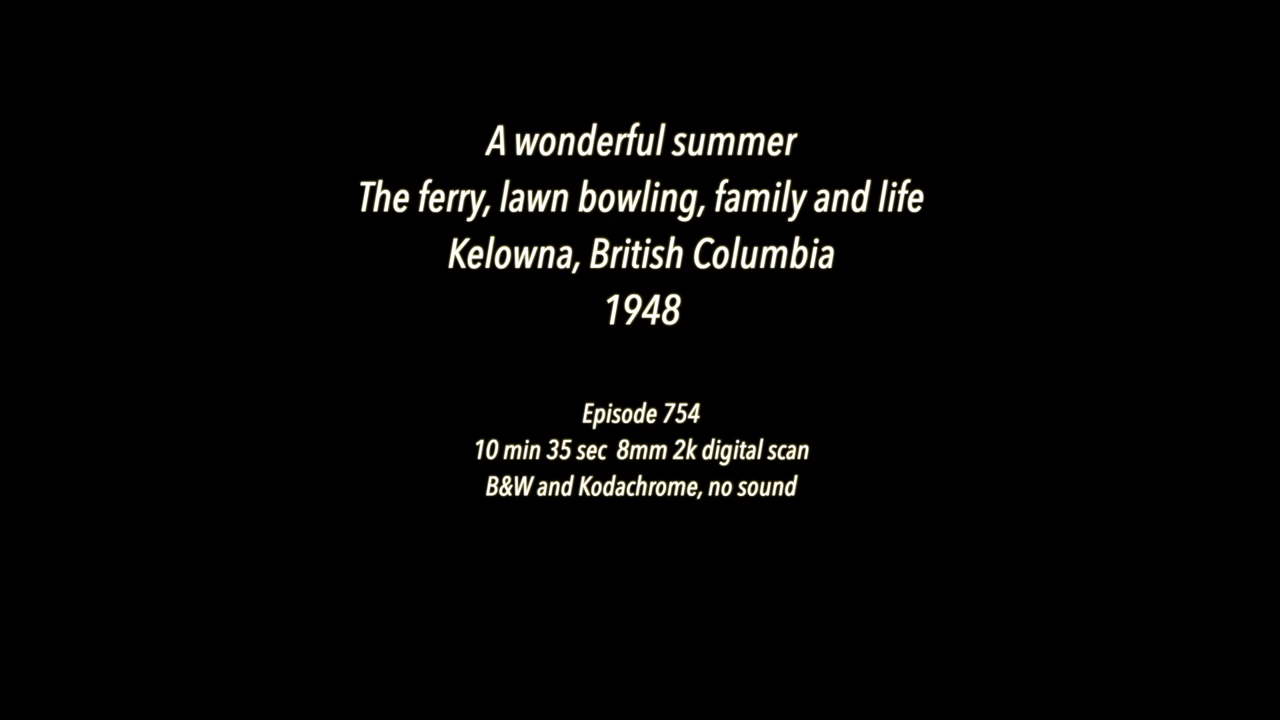 A wonderful summer
The ferry, lawn bowling, family and life
Kelowna, British Columbia
1948
Episode 754
10 min 35 sec  8mm 2k digital scan
B&W and Kodachrome, no sound